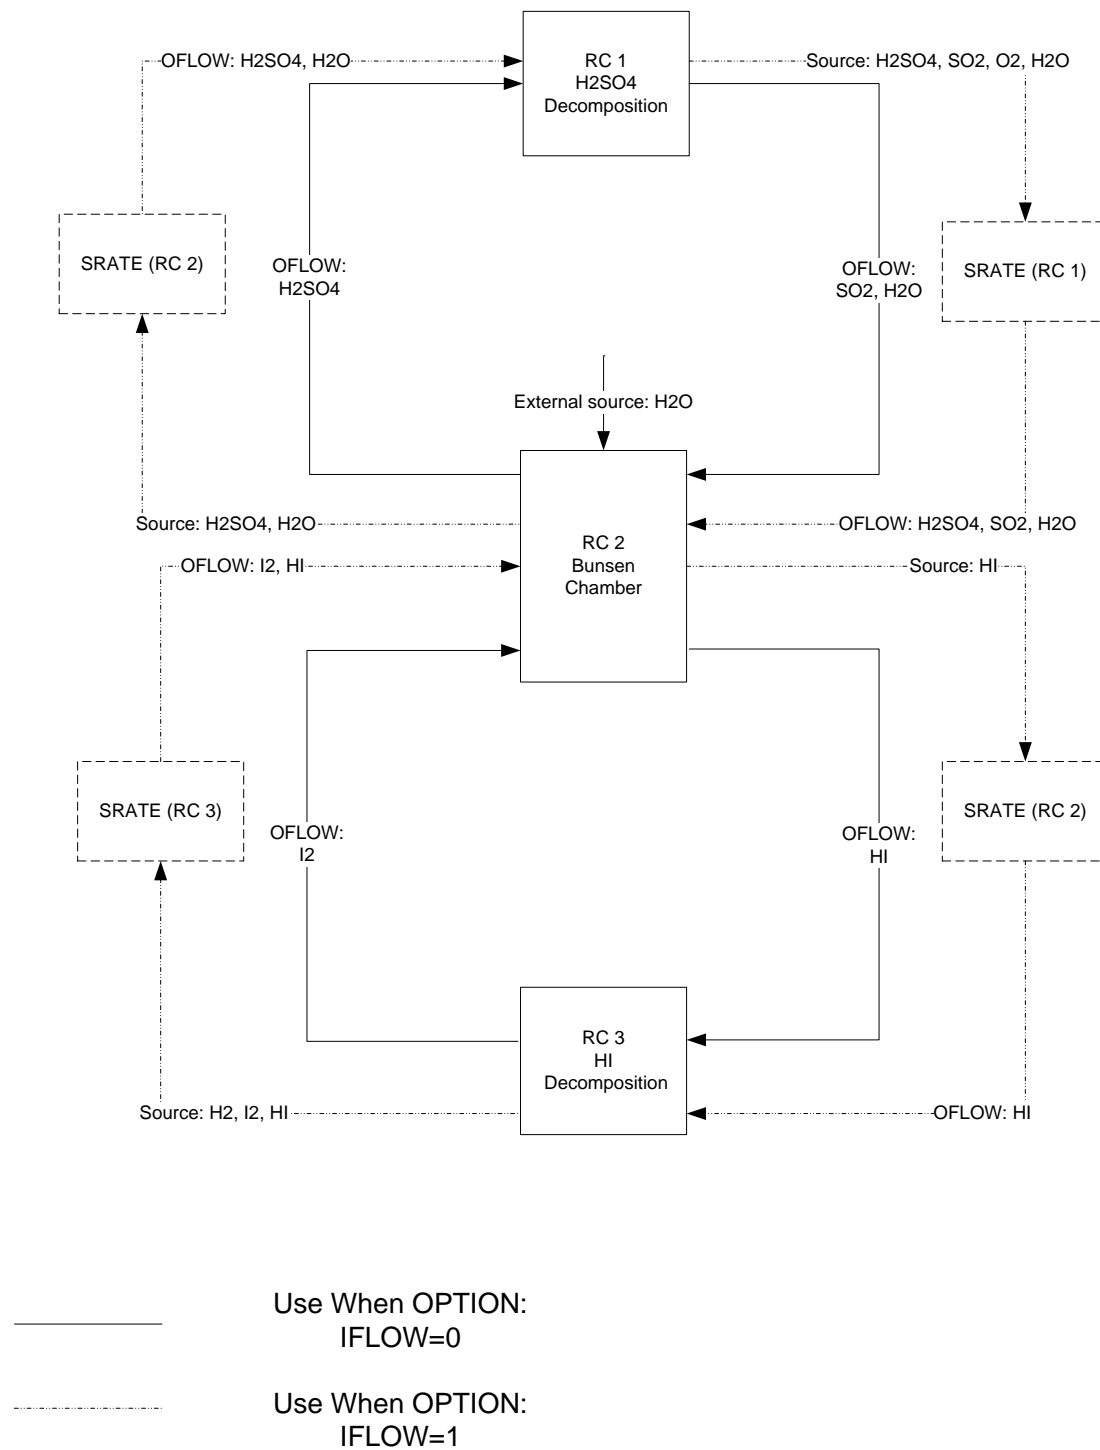 OFLOW: H2SO4, H2O
RC 1
H2SO4
Decomposition
Source: H2SO4, SO2, O2, H2O
SRATE (RC 2)
OFLOW:
H2SO4
OFLOW:
SO2, H2O
SRATE (RC 1)
External source: H2O
Source: H2SO4, H2O
OFLOW: H2SO4, SO2, H2O
RC 2
Bunsen
Chamber
OFLOW: I2, HI
Source: HI
SRATE (RC 3)
OFLOW:
I2
OFLOW:
HI
SRATE (RC 2)
RC 3
HI
Decomposition
Source: H2, I2, HI
OFLOW: HI
Use When OPTION:
IFLOW=0
Use When OPTION:
IFLOW=1